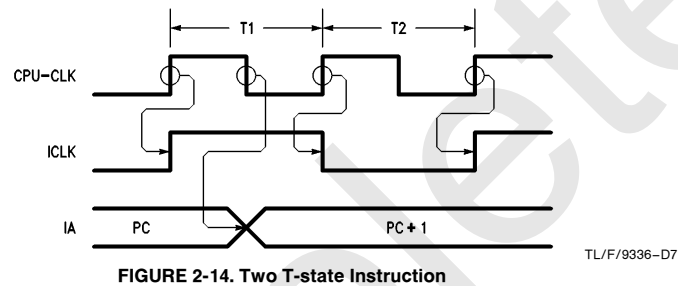 T1 T2
CPU-CLK
ICLK
IA PC PC + 1
TL/F/9336–D7
FIGURE 2-14. Two T-state Instruction